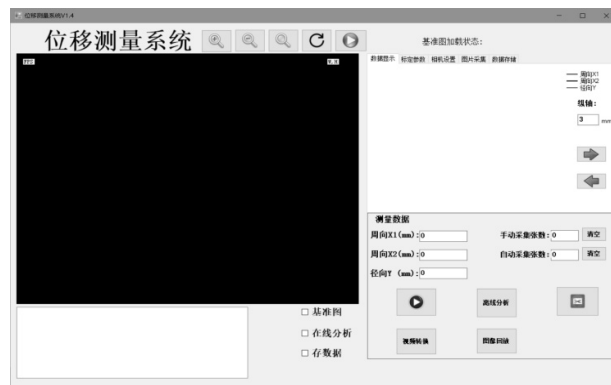 位移测量系统V1.4
位移测量系统
基准图加载状态:
FPS
数据显示 标定参数 相机设置 图片采集 数据存储
周向X1
周向X2
径向Y
纵轴:
3 mm
测量数据
周向X1(mm):0 手动采集张数:0 清空
周向X2(mm):0 自动采集张数:0 清空
径向Y (mm):0
离线分析
视频转换 图像回放
基准图
在线分析
存数据